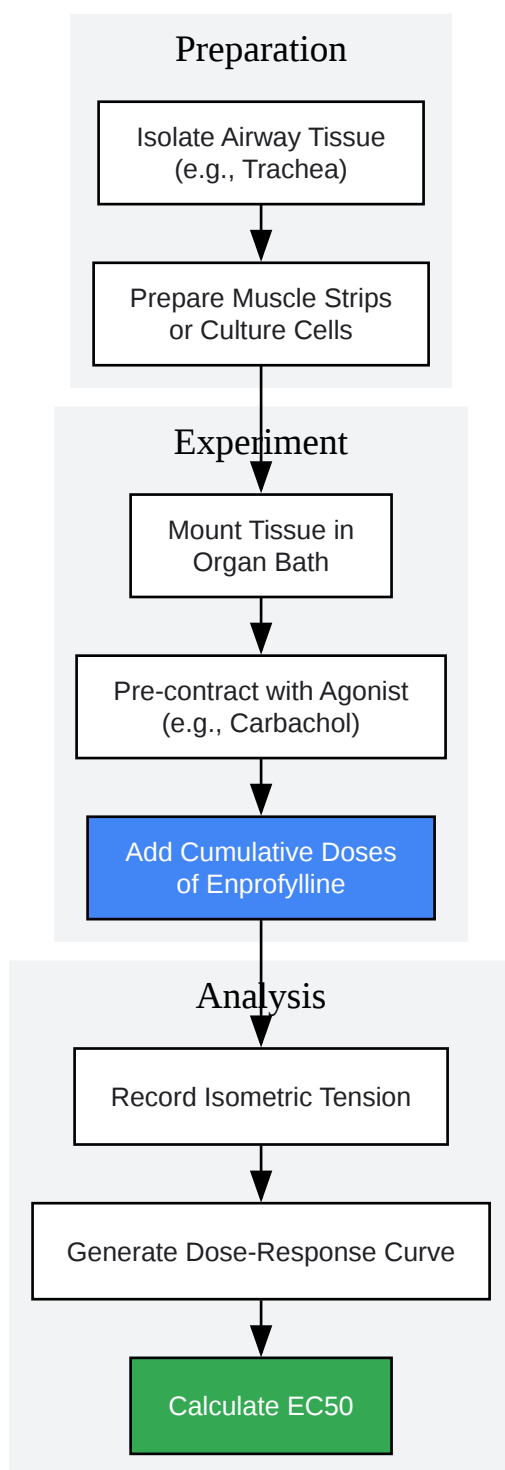 Preparation
Isolate Airway Tissue
(e.g., Trachea)
Prepare Muscle Strips
or Culture Cells
Experiment
Mount Tissue in
Organ Bath
Pre-contract with Agonist
(e.g., Carbachol)
Add Cumulative Doses
of Enprofylline
Analysis
Record Isometric Tension
Generate Dose-Response Curve
Calculate EC50